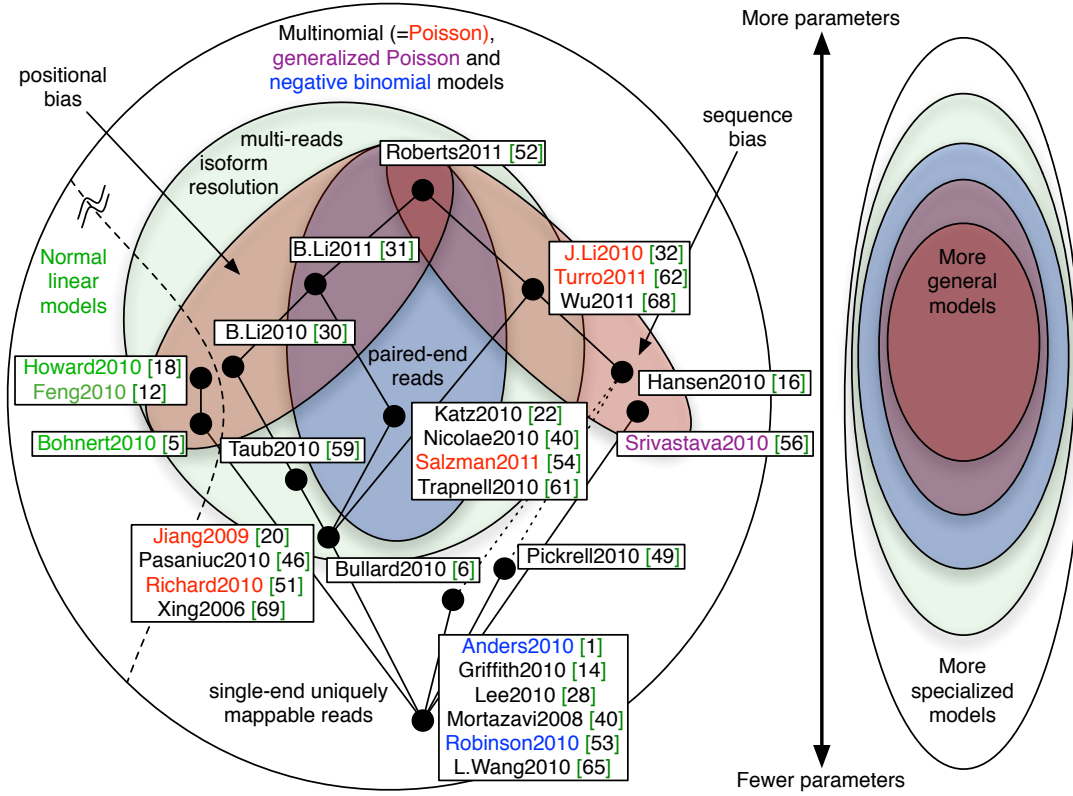 Multinomial (=Poisson),
generalized Poisson and
negative binomial models
More parameters
positional
bias
sequence
bias
multi-reads
isoform
resolution
Roberts2011 [52]
B.Li2011 [31]
J.Li2010 [32]
Turro2011 [62]
Wu2011 [68]
Normal
linear
models
More
general
models
B.Li2010 [30]
paired-end
reads
Howard2010 [18]
Feng2010 [12]
Hansen2010 [16]
Bohnert2010 [5]
Taub2010 [59]
Katz2010 [22]
Nicolae2010 [40]
Salzman2011 [54]
Trapnell2010 [61]
Srivastava2010 [56]
Jiang2009 [20]
Pasaniuc2010 [46]
Richard2010 [51]
Xing2006 [69]
Bullard2010 [6]
Pickrell2010 [49]
single-end uniquely
mappable reads
Anders2010 [1]
Griffith2010 [14]
Lee2010 [28]
Mortazavi2008 [40]
Robinson2010 [53]
L.Wang2010 [65]
More
specialized
models
Fewer parameters